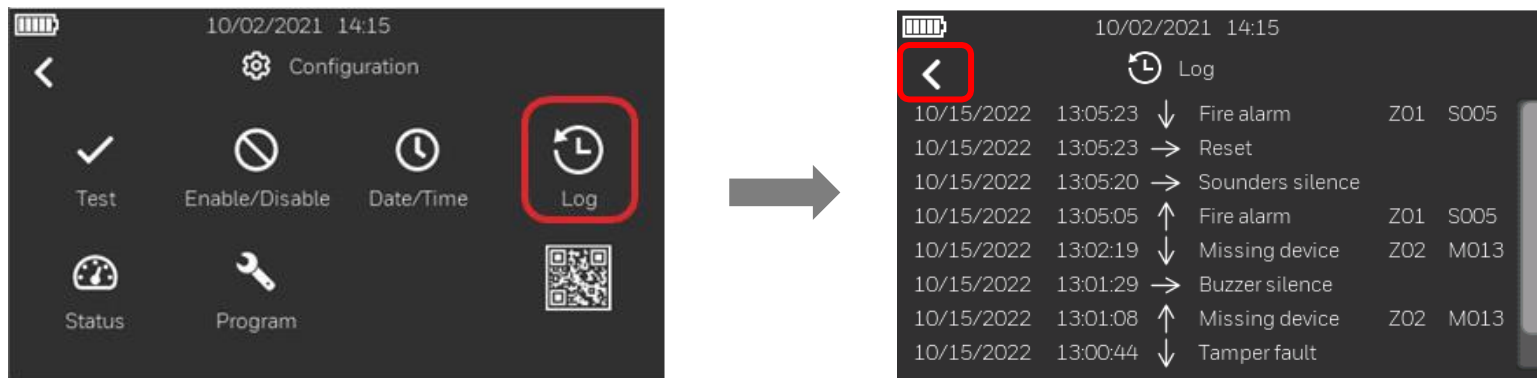 10/02/2021 14:15
Configuration
Test Enable/Disable Date/Time Log
Status Program
10/02/2021 14:15
Log
10/15/2022 13:05:23 ↓ Fire alarm Z01 S005
10/15/2022 13:05:23 → Reset
10/15/2022 13:05:20 → Sounders silence
10/15/2022 13:05:05 ↑ Fire alarm Z01 S005
10/15/2022 13:02:19 ↓ Missing device Z02 M013
10/15/2022 13:01:29 → Buzzer silence
10/15/2022 13:01:08 ↑ Missing device Z02 M013
10/15/2022 13:00:44 ↓ Tamper fault